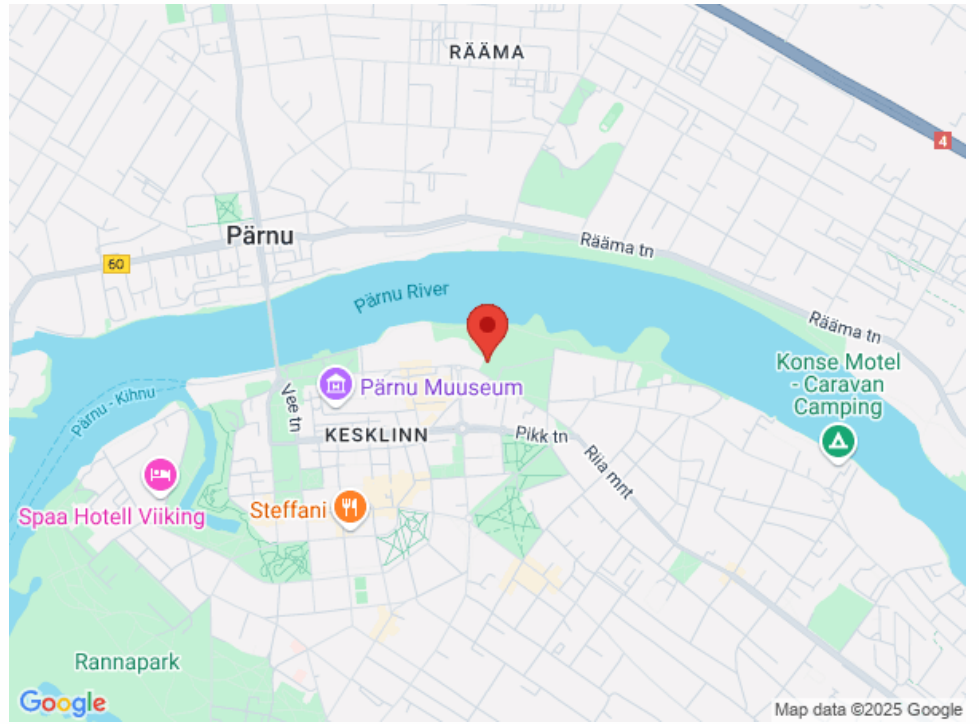 RÄÄMA
4
Pärnu
Rääma tn
60
Pärnu River
Rääma tn
Konse Motel
- Caravan
Camping
Pärnu Muuseum
Pärnu - Kihnu
Vee tn
KESKLINN
Pikk tn
Riia mnt
Steffani
Spaa Hotell Viiking
Rannapark
Google
Map data ©2025 Google